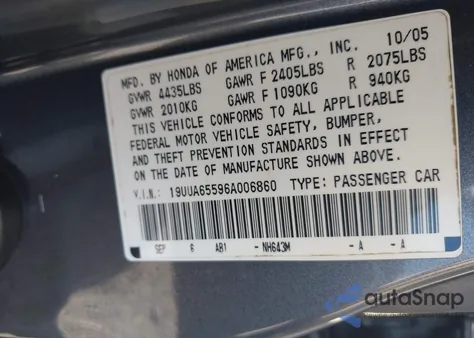 MFD. BY HONDA OF AMERICA MFG., INC. 10/05
GVWR 4435LBS GAWR F 2405LBS R 2075LBS
GVWR 2010KG GAWR F 1090KG R 940KG
THIS VEHICLE CONFORMS TO ALL APPLICABLE
FEDERAL MOTOR VEHICLE SAFETY, BUMPER,
AND THEFT PREVENTION STANDARDS IN EFFECT
ON THE DATE OF MANUFACTURE SHOWN ABOVE.
V.I.N.: 19UUA65596A006860 TYPE: PASSENGER CAR
SEP 6 AB1 - NH643M - A - A
autaSnap